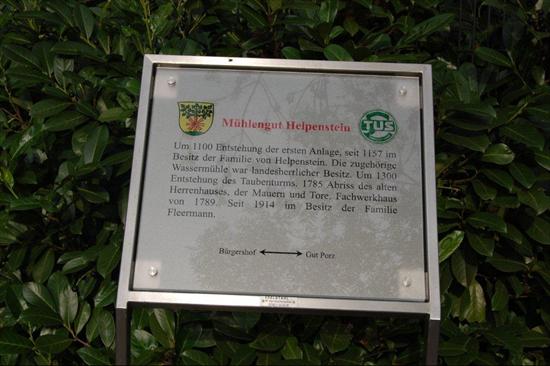 Mühlengut Helpenstein
TUS
Um 1100 Entstehung der ersten Anlage, seit 1157 im
Besitz der Familie von Helpenstein. Die zugehörige
Wassermühle war landesherrlicher Besitz. Um 1300
Entstehung des Taubenturms, 1785 Abriss des alten
Herrenhauses, der Mauern und Tore. Fachwerkhaus
von 1789. Seit 1914 im Besitz der Familie
Fleermann.
Bürgershof Gut Porz